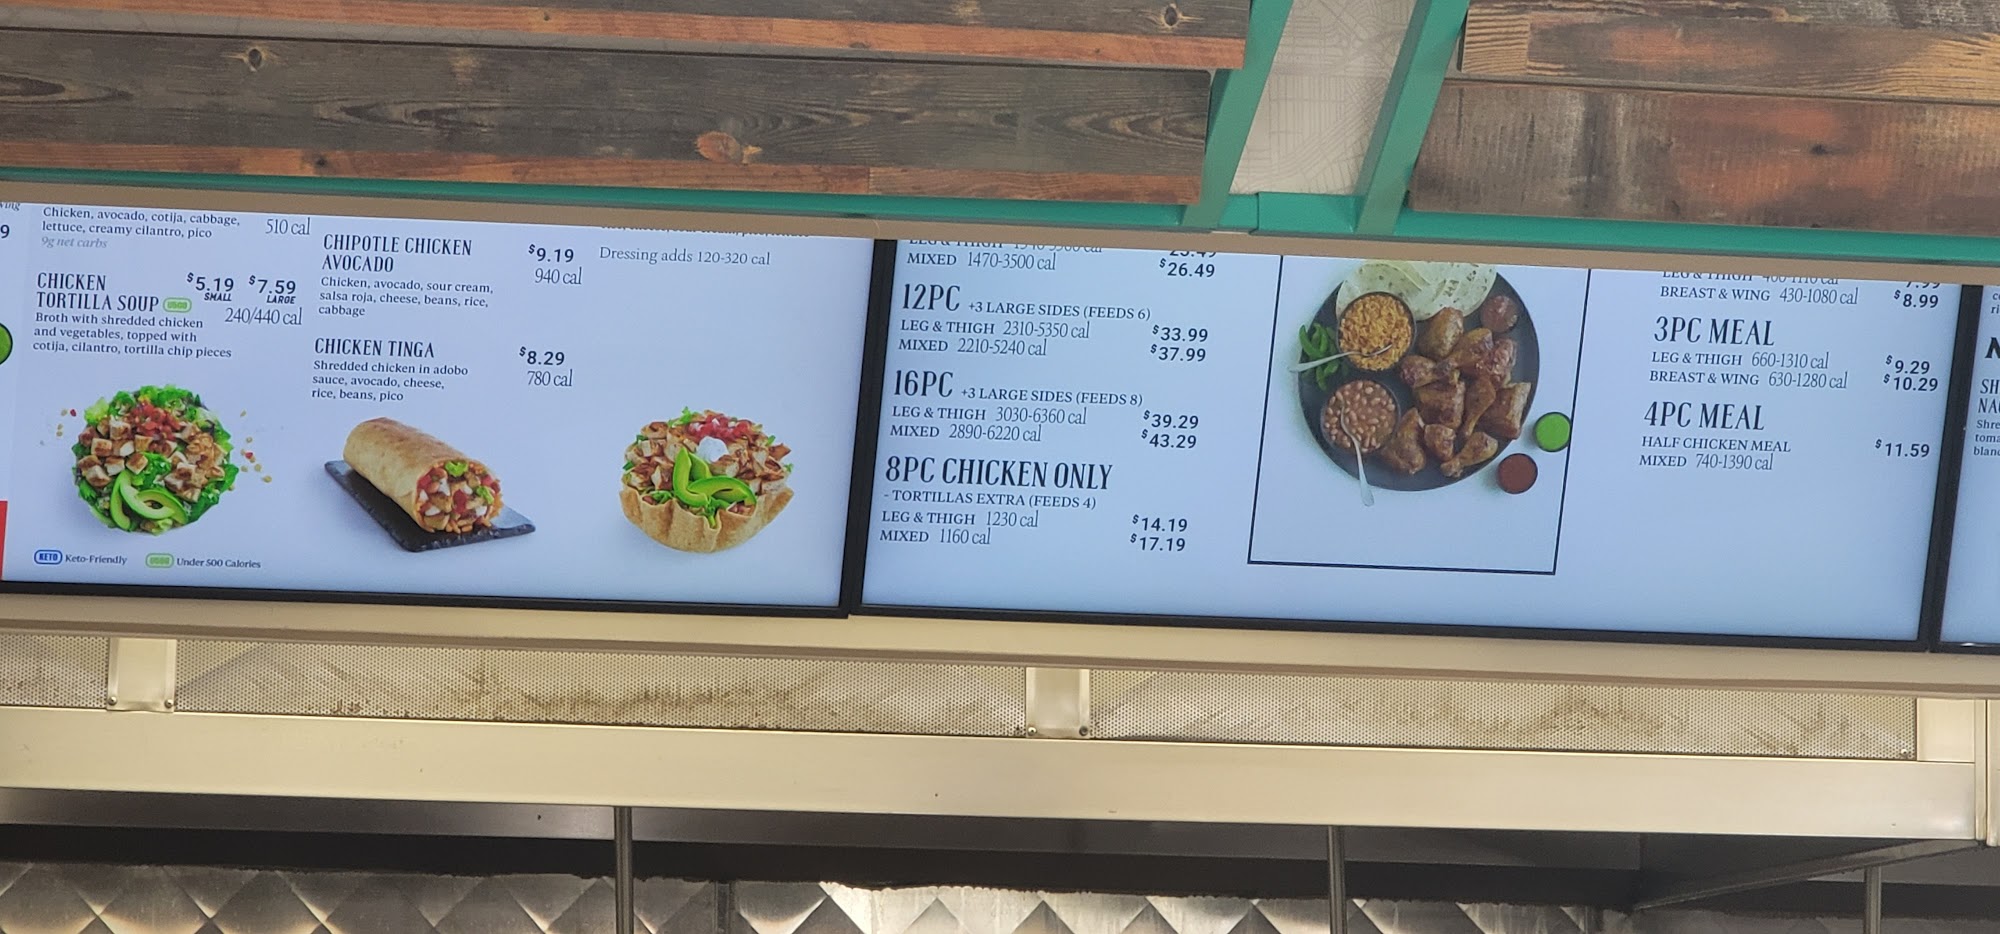 9
Chicken, avocado, cotija, cabbage,
lettuce, creamy cilantro, pico
510 cal
9g net carbs
CHICKEN
TORTILLA SOUP
$5.19 $7.59
SMALL LARGE
240/440 cal
Broth with shredded chicken
and vegetables, topped with
cotija, cilantro, tortilla chip pieces
KETO Keto-Friendly
Under 500 Calories
CHIPOTLE CHICKEN
AVOCADO
$9.19
940 cal
Chicken, avocado, sour cream,
salsa roja, cheese, beans, rice,
cabbage
CHICKEN TINGA
$8.29
780 cal
Shredded chicken in adobo
sauce, avocado, cheese,
rice, beans, pico
Dressing adds 120-320 cal
MIXED 1470-3500 cal $26.49
12PC +3 LARGE SIDES (FEEDS 6)
LEG & THIGH 2310-5350 cal $33.99
MIXED 2210-5240 cal $37.99
16PC +3 LARGE SIDES (FEEDS 8)
LEG & THIGH 3030-6360 cal $39.29
MIXED 2890-6220 cal $43.29
8PC CHICKEN ONLY
- TORTILLAS EXTRA (FEEDS 4)
LEG & THIGH 1230 cal $14.19
MIXED 1160 cal $17.19
BREAST & WING 430-1080 cal $8.99
3PC MEAL
LEG & THIGH 660-1310 cal $9.29
BREAST & WING 630-1280 cal $10.29
4PC MEAL
HALF CHICKEN MEAL $11.59
MIXED 740-1390 cal
N
SH
NA
Shre
toma
blan